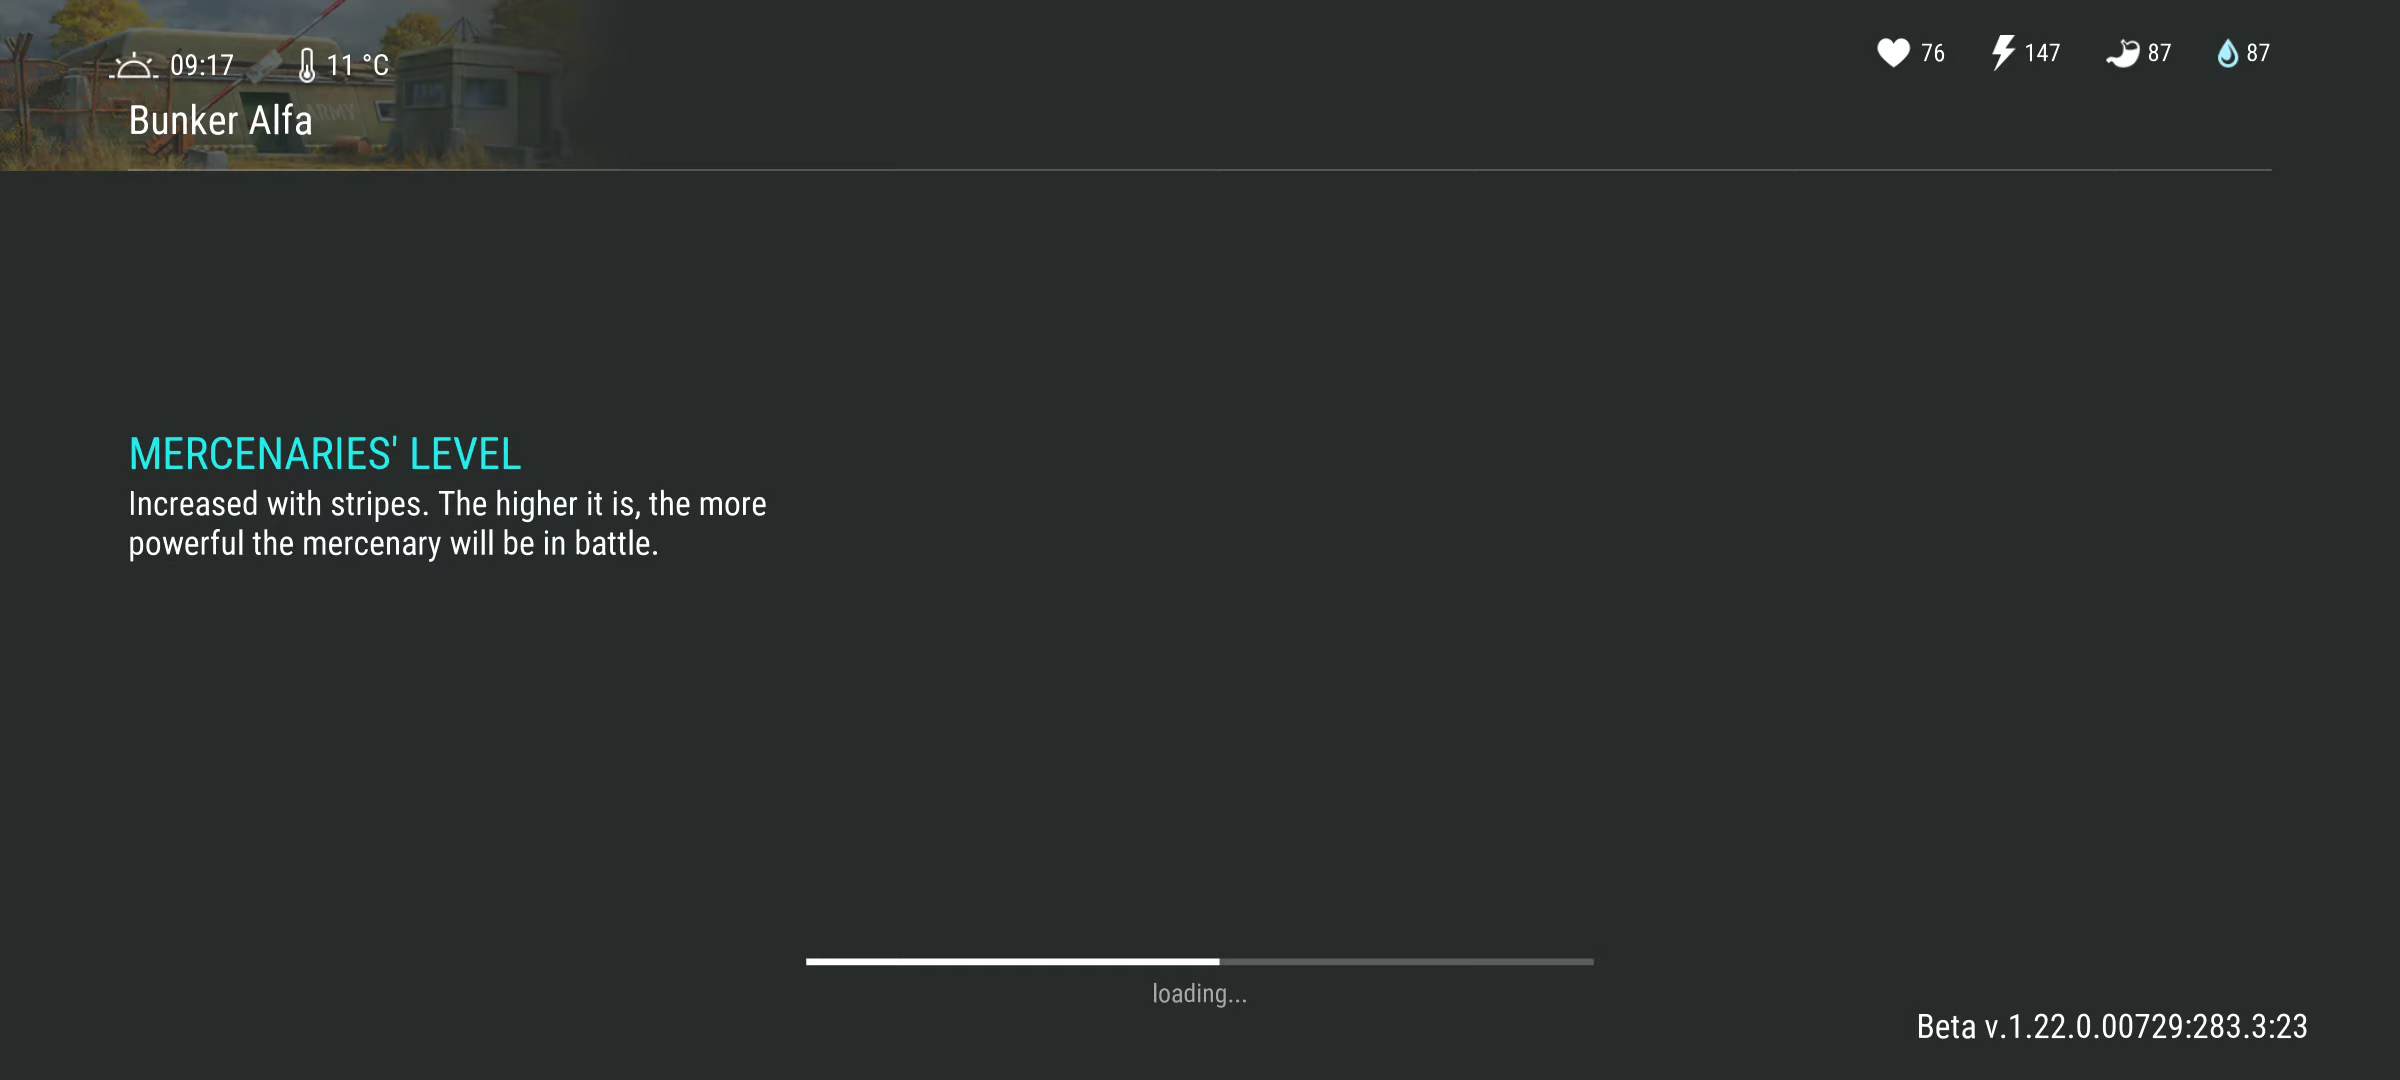 09:17 11 °C
76 147 87 87
Bunker Alfa
ARMY
MERCENARIES' LEVEL
Increased with stripes. The higher it is, the more
powerful the mercenary will be in battle.
loading...
Beta v.1.22.0.00729:283.3:23